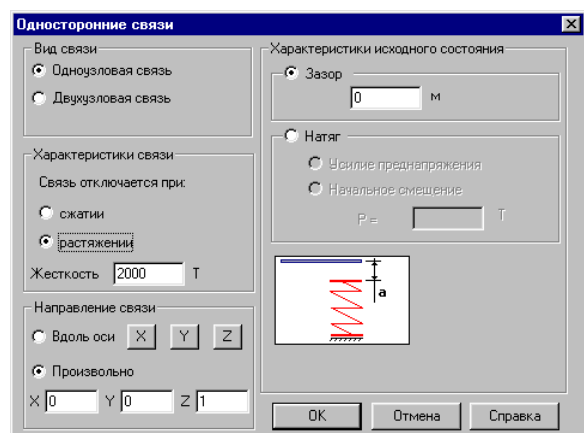 Односторонние связи
Вид связи
Одноузловая связь
Двухузловая связь
Характеристики связи
Связь отключается при:
сжатии
растяжении
Жесткость 2000 Т
Направление связи
Вдоль оси X Y Z
Произвольно
X 0 Y 0 Z 1
Характеристики исходного состояния
Зазор
0 м
Натяг
Усилие преднапряжения
Начальное смещение
P = Т
a
OK Отмена Справка